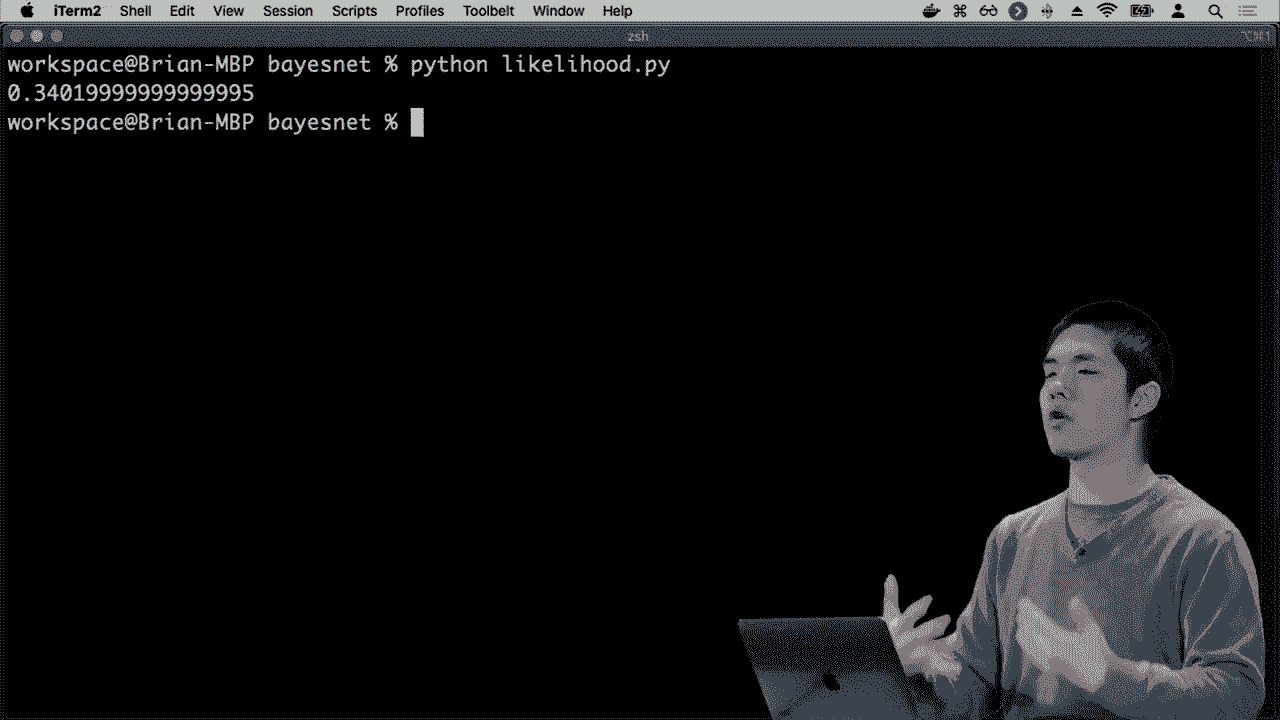 iTerm2 Shell Edit View Session Scripts Profiles Toolbelt Window Help
zsh
workspace@Brian-MBP bayesnet % python likelihood.py
0.34019999999999995
workspace@Brian-MBP bayesnet %